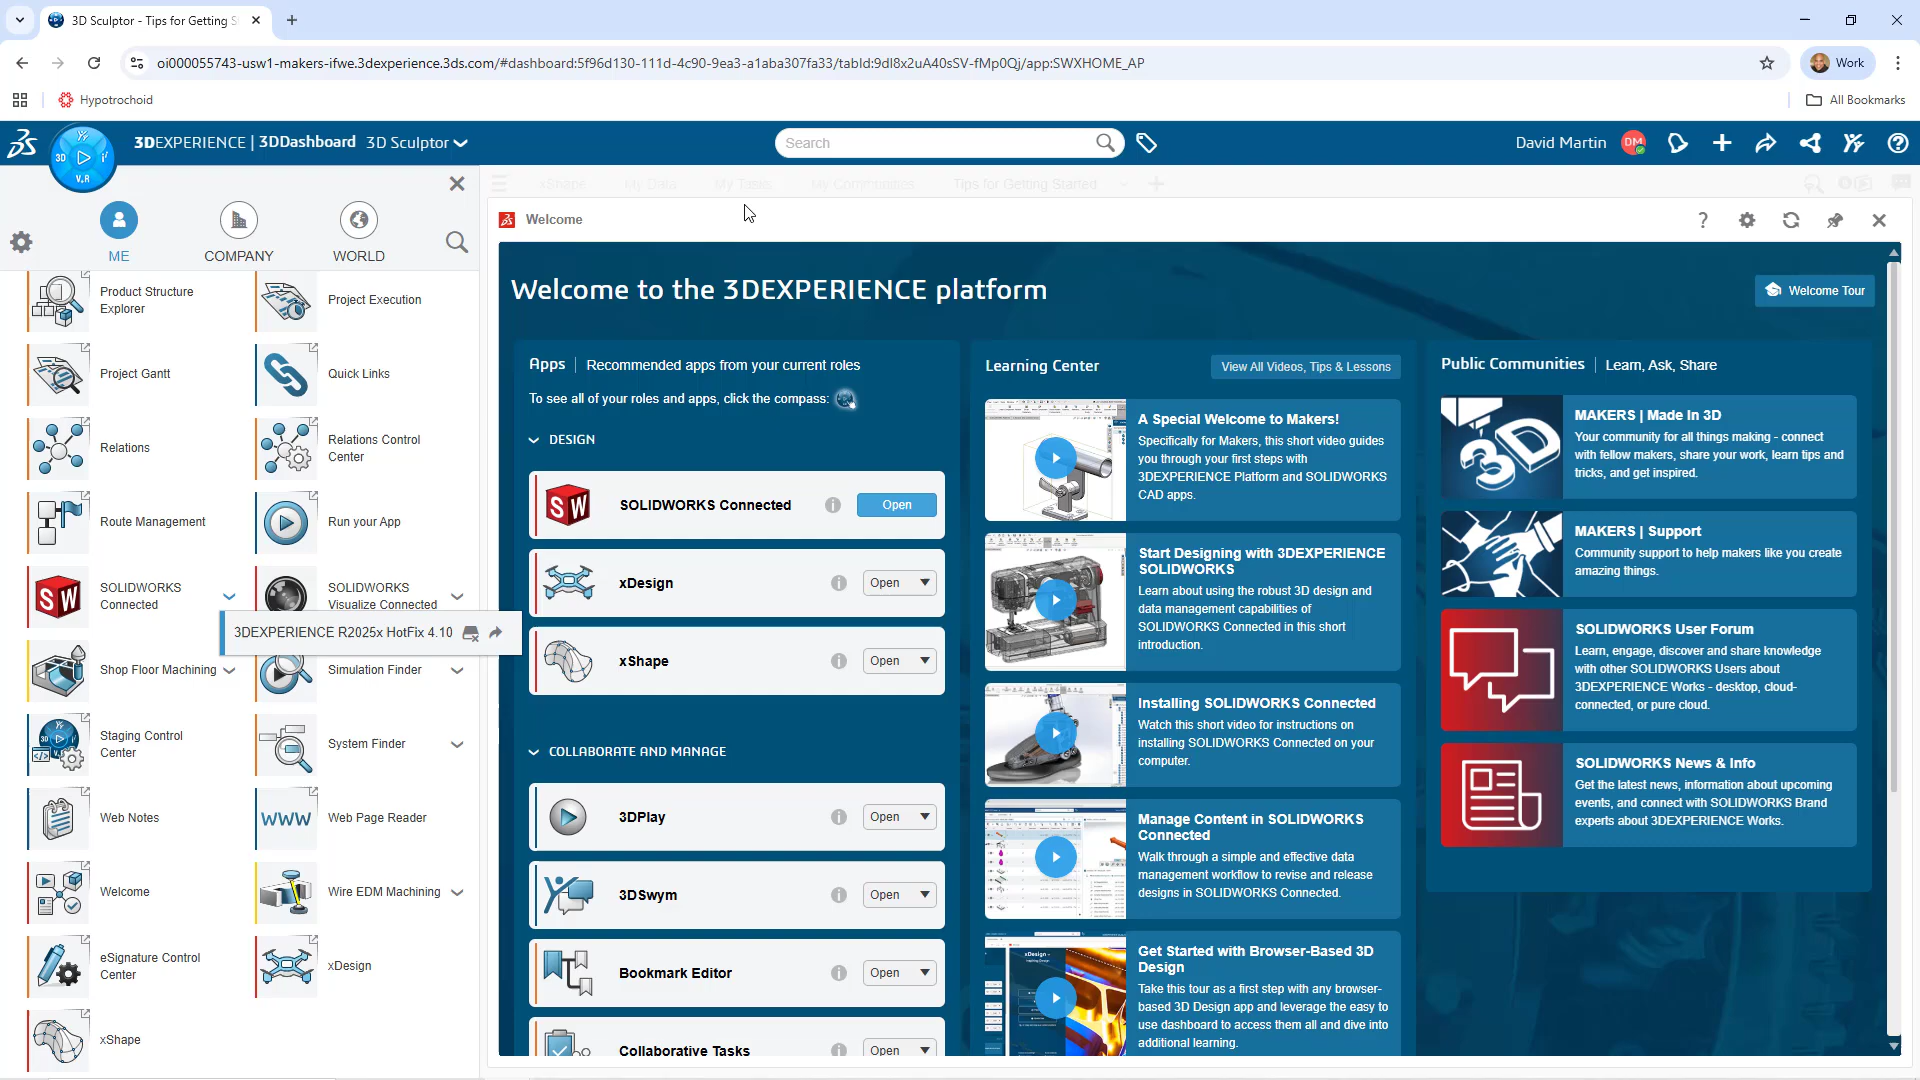 3D Sculptor - Tips for Getting S
oi000055743-usw1-makers-ifwe.3dexperience.3ds.com/#dashboard:5f96d130-111d-4c90-9ea3-a1aba307fa33/tabId:9dl8x2uA40sSV-fMp0Qj/app:SWXHOME_AP
Work
Hypotrochoid
All Bookmarks
3DEXPERIENCE | 3DDashboard 3D Sculptor
Search
David Martin
DM
3D
V.R
xShape
My Data
My Tasks
My Communities
Tips for Getting Started
ME
COMPANY
WORLD
Product Structure
Explorer
Project Execution
Project Gantt
Quick Links
Relations
Relations Control
Center
Route Management
Run your App
SW
SOLIDWORKS
Connected
SOLIDWORKS
Visualize Connected
3DEXPERIENCE R2025x HotFix 4.10
Shop Floor Machining
Simulation Finder
Staging Control
Center
System Finder
Web Notes
WWW
Web Page Reader
Welcome
Wire EDM Machining
eSignature Control
Center
xDesign
xShape
Welcome
Welcome to the 3DEXPERIENCE platform
Welcome Tour
Apps | Recommended apps from your current roles
To see all of your roles and apps, click the compass:
DESIGN
SW
SOLIDWORKS Connected
Open
xDesign
Open
xShape
Open
COLLABORATE AND MANAGE
3DPlay
Open
3DSwym
Open
Bookmark Editor
Open
Collaborative Tasks
Open
Learning Center
View All Videos, Tips & Lessons
A Special Welcome to Makers!
Specifically for Makers, this short video guides
you through your first steps with
3DEXPERIENCE Platform and SOLIDWORKS
CAD apps.
Start Designing with 3DEXPERIENCE
SOLIDWORKS
Learn about using the robust 3D design and
data management capabilities of
SOLIDWORKS Connected in this short
introduction.
Installing SOLIDWORKS Connected
Watch this short video for instructions on
installing SOLIDWORKS Connected on your
computer.
Manage Content in SOLIDWORKS
Connected
Walk through a simple and effective data
management workflow to revise and release
designs in SOLIDWORKS Connected.
Get Started with Browser-Based 3D
Design
Take this tour as a first step with any browser-
based 3D Design app and leverage the easy to
use dashboard to access them all and dive into
additional learning.
Public Communities | Learn, Ask, Share
3D
MAKERS | Made In 3D
Your community for all things making - connect
with fellow makers, share your work, learn tips and
tricks, and get inspired.
MAKERS | Support
Community support to help makers like you create
amazing things.
SOLIDWORKS User Forum
Learn, engage, discover and share knowledge
with other SOLIDWORKS Users about
3DEXPERIENCE Works - desktop, cloud-
connected, or pure cloud.
SOLIDWORKS News & Info
Get the latest news, information about upcoming
events, and connect with SOLIDWORKS Brand
experts about 3DEXPERIENCE Works.